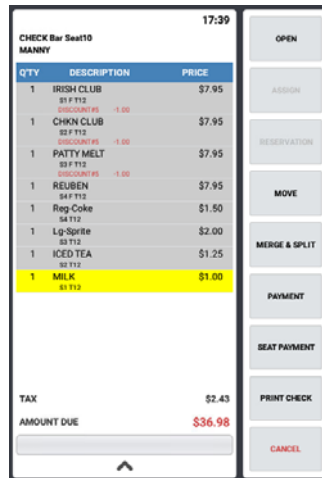 17:39
CHECK Bar Seat10
MANNY
Q'TY DESCRIPTION PRICE
1 IRISH CLUB $7.95
S1 F T12
DISCOUNT#5 -1.00
1 CHKN CLUB $7.95
S2 F T12
DISCOUNT#5 -1.00
1 PATTY MELT $7.95
S3 F T12
DISCOUNT#5 -1.00
1 REUBEN $7.95
S4 F T12
1 Reg-Coke $1.50
S4 T12
1 Lg-Sprite $2.00
S3 T12
1 ICED TEA $1.25
S2 T12
1 MILK $1.00
S1 T12
TAX $2.43
AMOUNT DUE $36.98
OPEN
ASSIGN
RESERVATION
MOVE
MERGE & SPLIT
PAYMENT
SEAT PAYMENT
PRINT CHECK
CANCEL